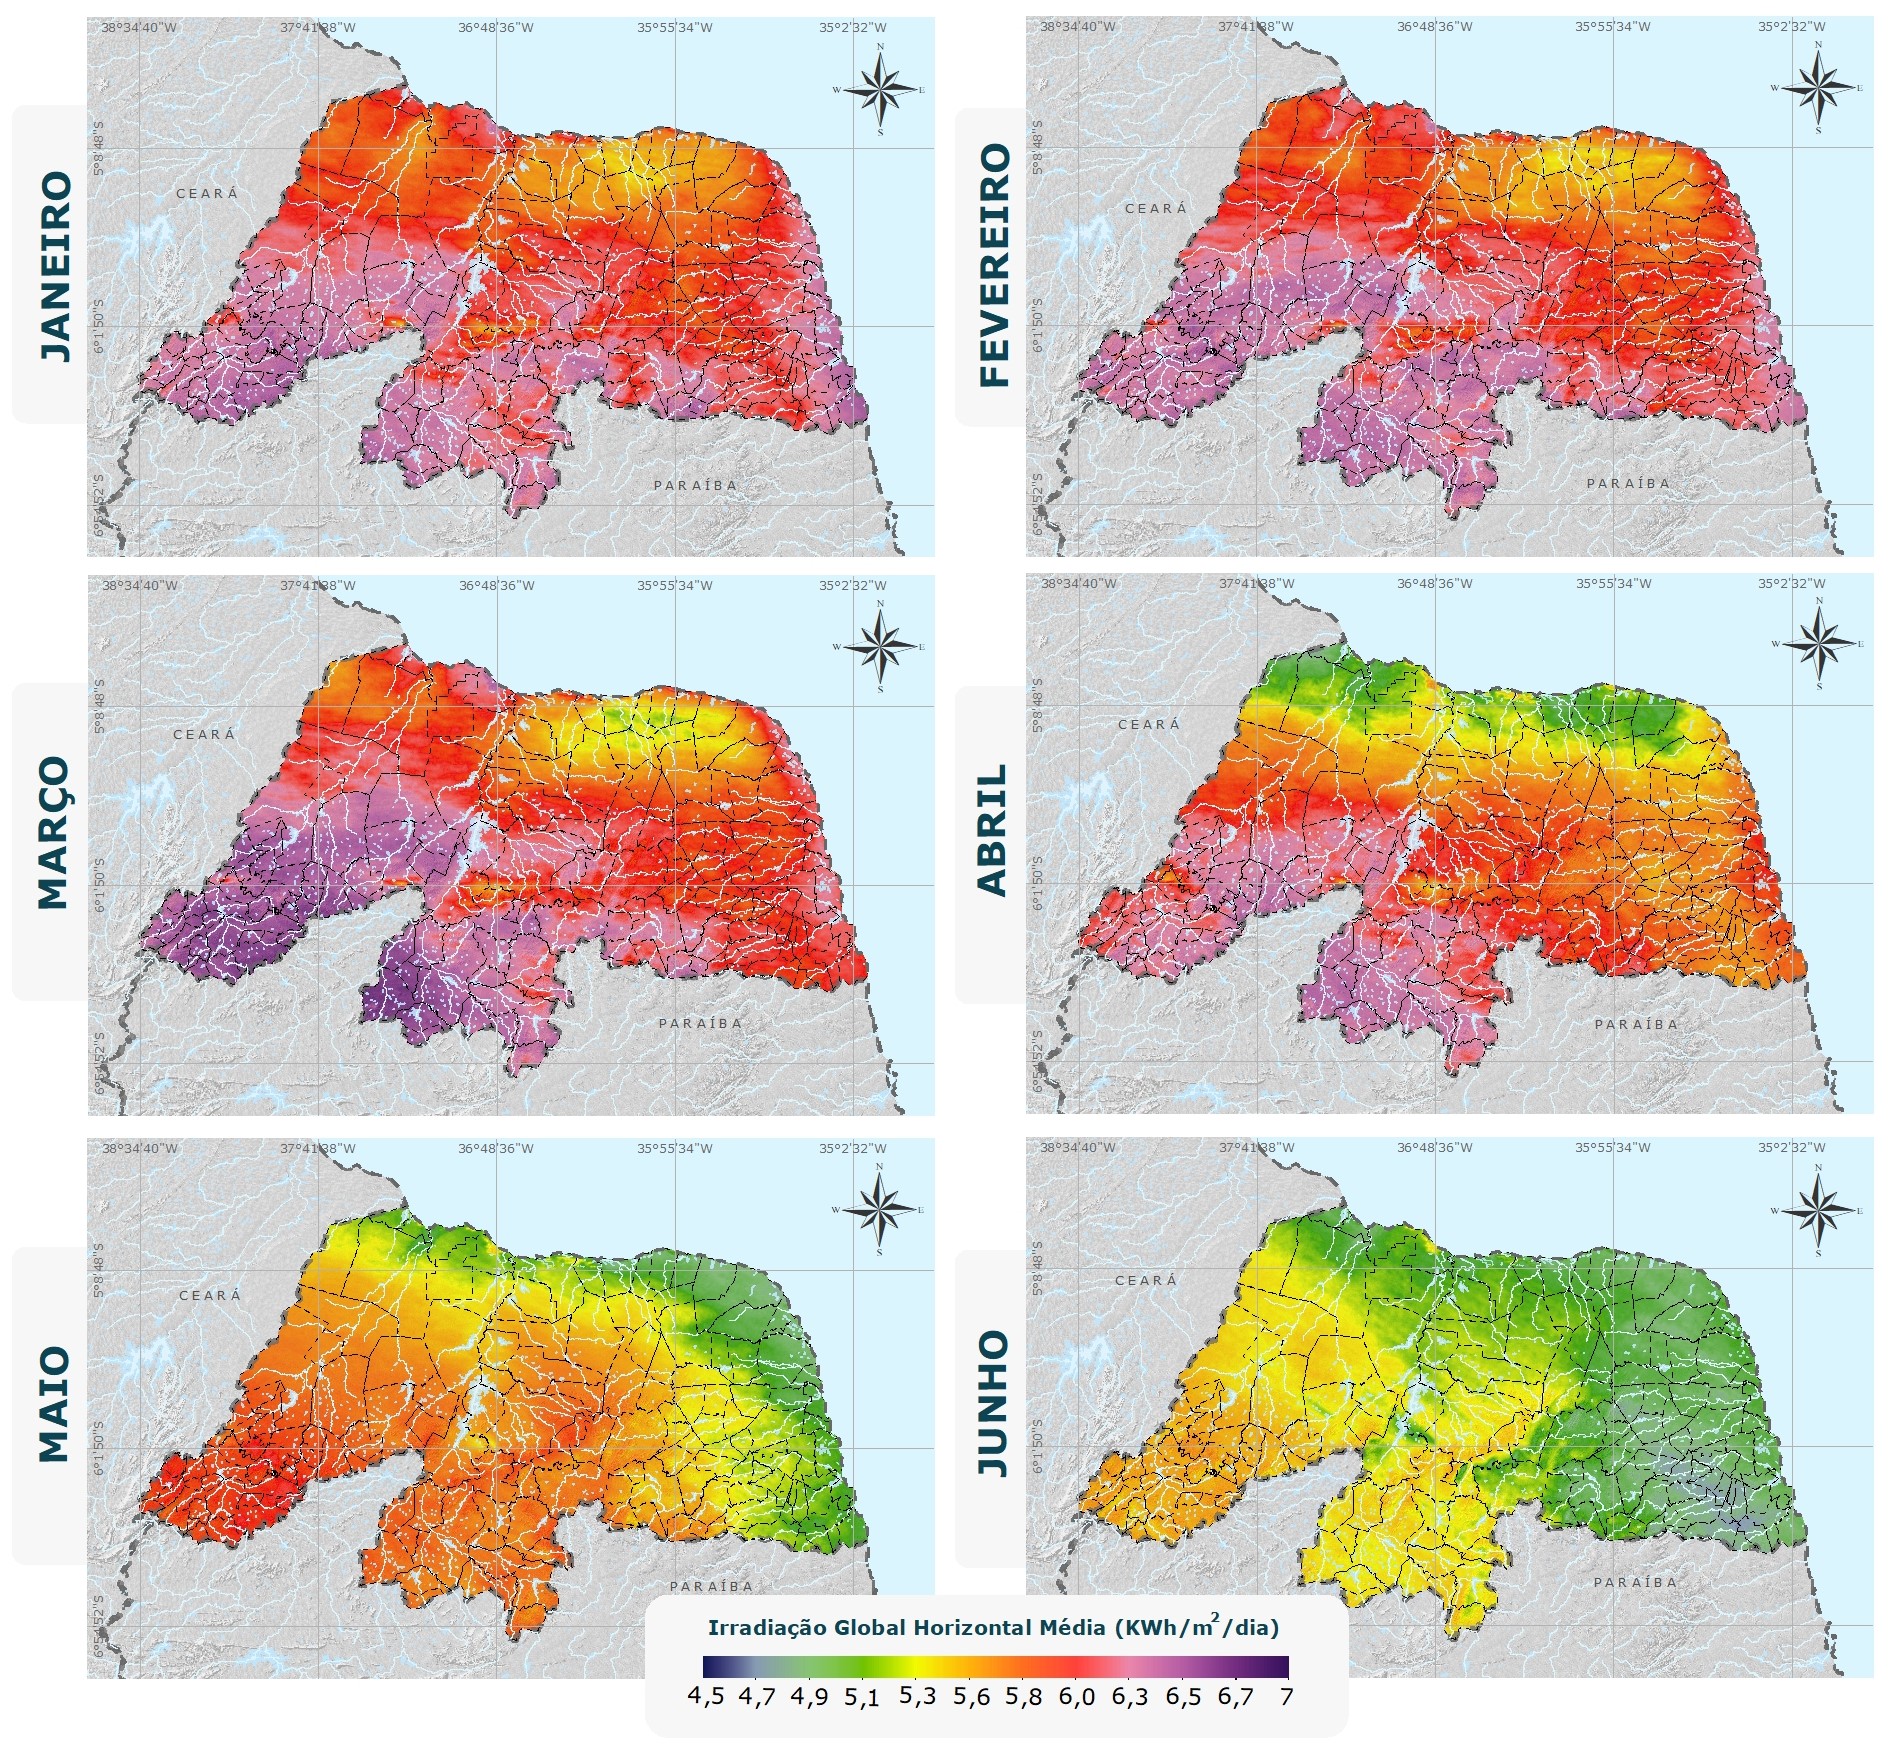 38°34'40"W 37°41'38"W 36°48'36"W 35°55'34"W 35°2'32"W
N
W E
S
5°8'48"S
6°1'50"S
6°54'52"S
CEARÁ
PARAÍBA
JANEIRO
38°34'40"W 37°41'38"W 36°48'36"W 35°55'34"W 35°2'32"W
N
W E
S
5°8'48"S
6°1'50"S
6°54'52"S
CEARÁ
PARAÍBA
FEVEREIRO
38°34'40"W 37°41'38"W 36°48'36"W 35°55'34"W 35°2'32"W
N
W E
S
5°8'48"S
6°1'50"S
6°54'52"S
CEARÁ
PARAÍBA
MARÇO
38°34'40"W 37°41'38"W 36°48'36"W 35°55'34"W 35°2'32"W
N
W E
S
5°8'48"S
6°1'50"S
6°54'52"S
CEARÁ
PARAÍBA
ABRIL
38°34'40"W 37°41'38"W 36°48'36"W 35°55'34"W 35°2'32"W
N
W E
S
5°8'48"S
6°1'50"S
6°54'52"S
CEARÁ
PARAÍBA
MAIO
38°34'40"W 37°41'38"W 36°48'36"W 35°55'34"W 35°2'32"W
N
W E
S
5°8'48"S
6°1'50"S
6°54'52"S
CEARÁ
PARAÍBA
JUNHO
Irradiação Global Horizontal Média (KWh/m²/dia)
4,5 4,7 4,9 5,1 5,3 5,6 5,8 6,0 6,3 6,5 6,7 7